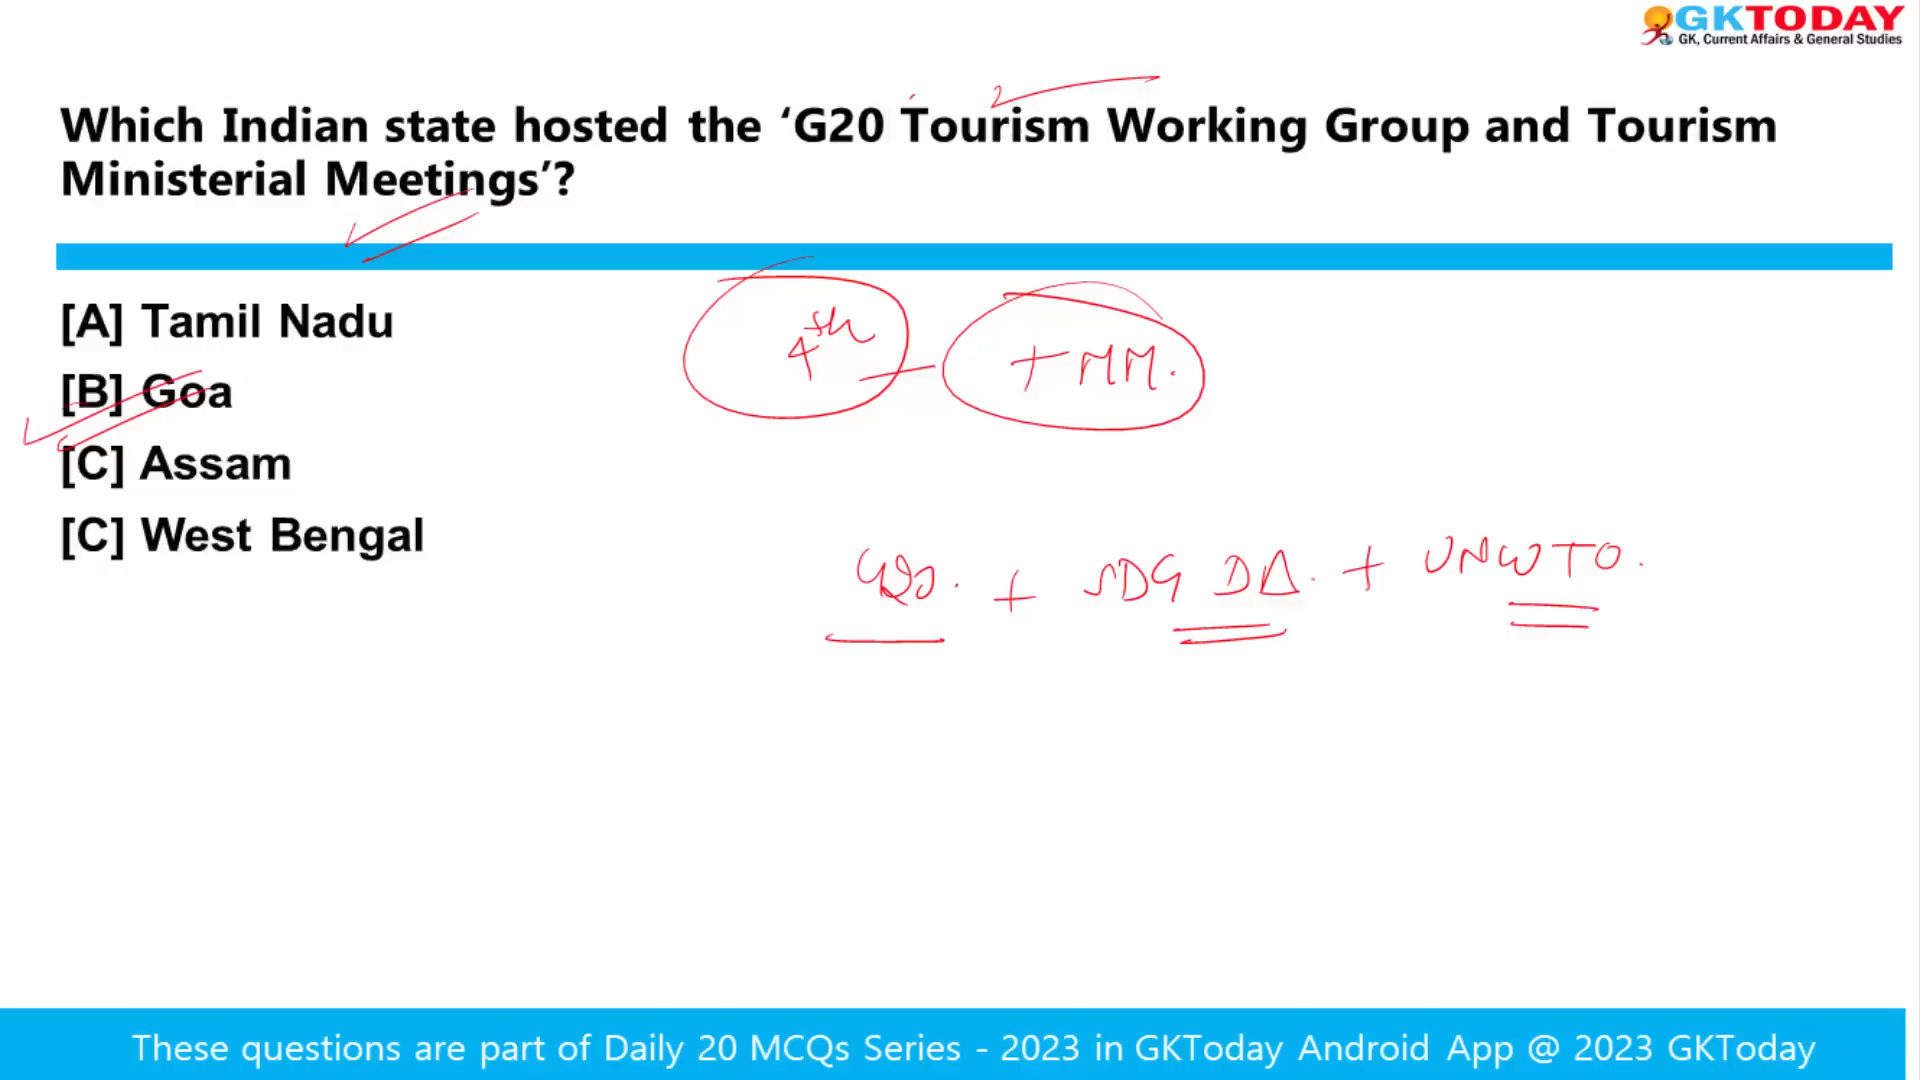 GKTODAY
GK, Current Affairs & General Studies
Which Indian state hosted the ‘G20 Tourism Working Group and Tourism
Ministerial Meetings’?
[A] Tamil Nadu
[B] Goa
[C] Assam
[C] West Bengal
4th
TMM.
G20. + SDG DA. + UNWTO.
These questions are part of Daily 20 MCQs Series - 2023 in GKToday Android App @ 2023 GKToday